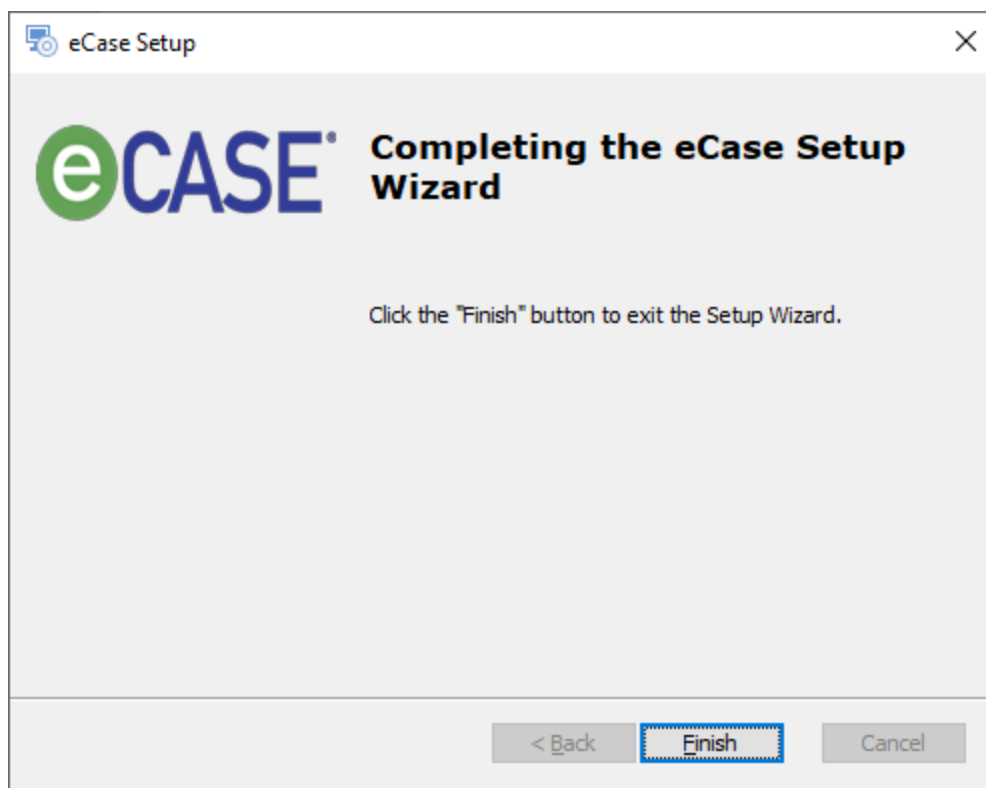 eCase Setup
eCASE®
Completing the eCase Setup
Wizard
Click the "Finish" button to exit the Setup Wizard.
< Back
Finish
Cancel